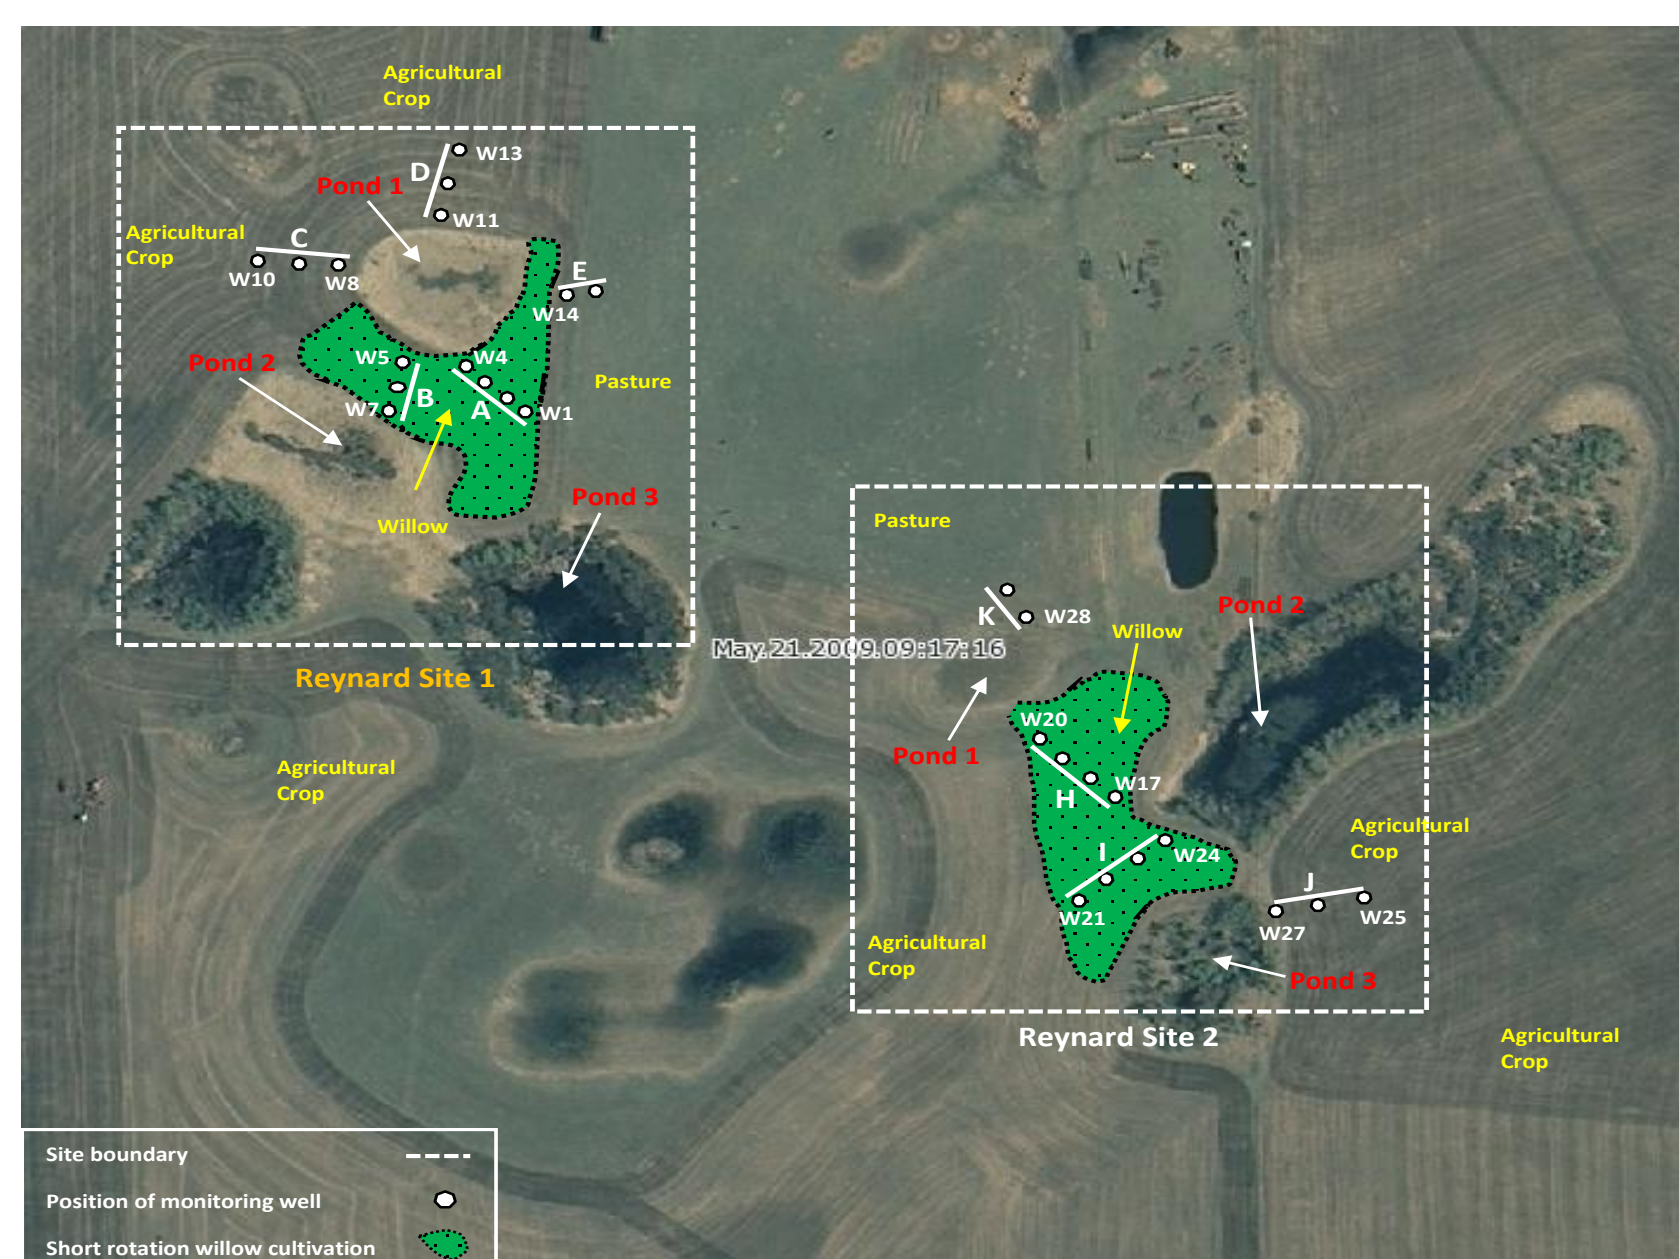 Agricultural
Crop
W13
D
Pond 1
W11
Agricultural
Crop
C
W10
W8
E
W14
Pond 2
W5
W4
Pasture
B
A
W7
W1
Pond 3
Willow
Reynard Site 1
Pasture
K
W28
Pond 2
Willow
May.21.2009.09:17:16
W20
Pond 1
Agricultural
Crop
W17
H
Agricultural
Crop
I
W24
J
W21
W27
W25
Agricultural
Crop
Pond 3
Reynard Site 2
Agricultural
Crop
Site boundary
Position of monitoring well
Short rotation willow cultivation